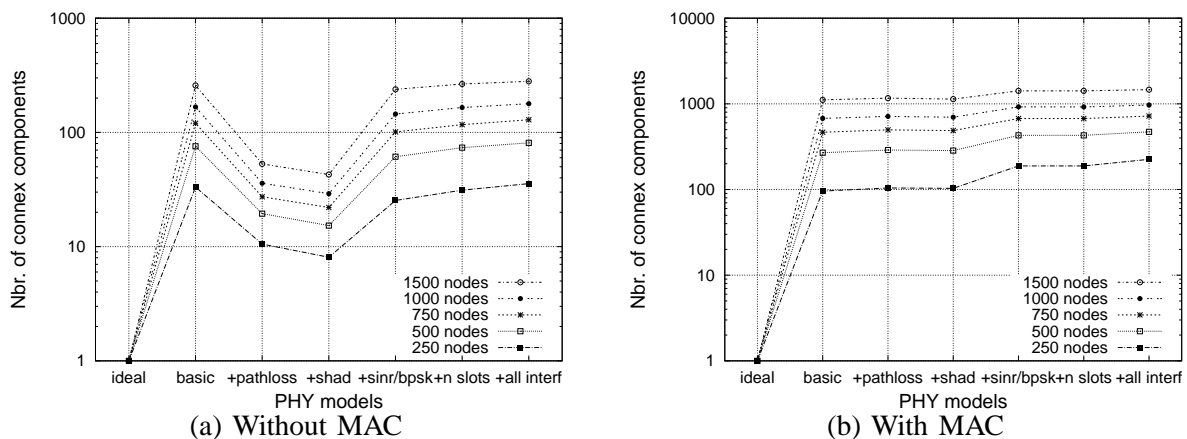 Nbr. of connex components
1000
100
10
1
1500 nodes
1000 nodes
750 nodes
500 nodes
250 nodes
ideal basic +pathloss +shad +sinr/bpsk +n slots +all interf
PHY models
(a) Without MAC
Nbr. of connex components
10000
1000
100
10
1
1500 nodes
1000 nodes
750 nodes
500 nodes
250 nodes
ideal basic +pathloss +shad +sinr/bpsk +n slots +all interf
PHY models
(b) With MAC